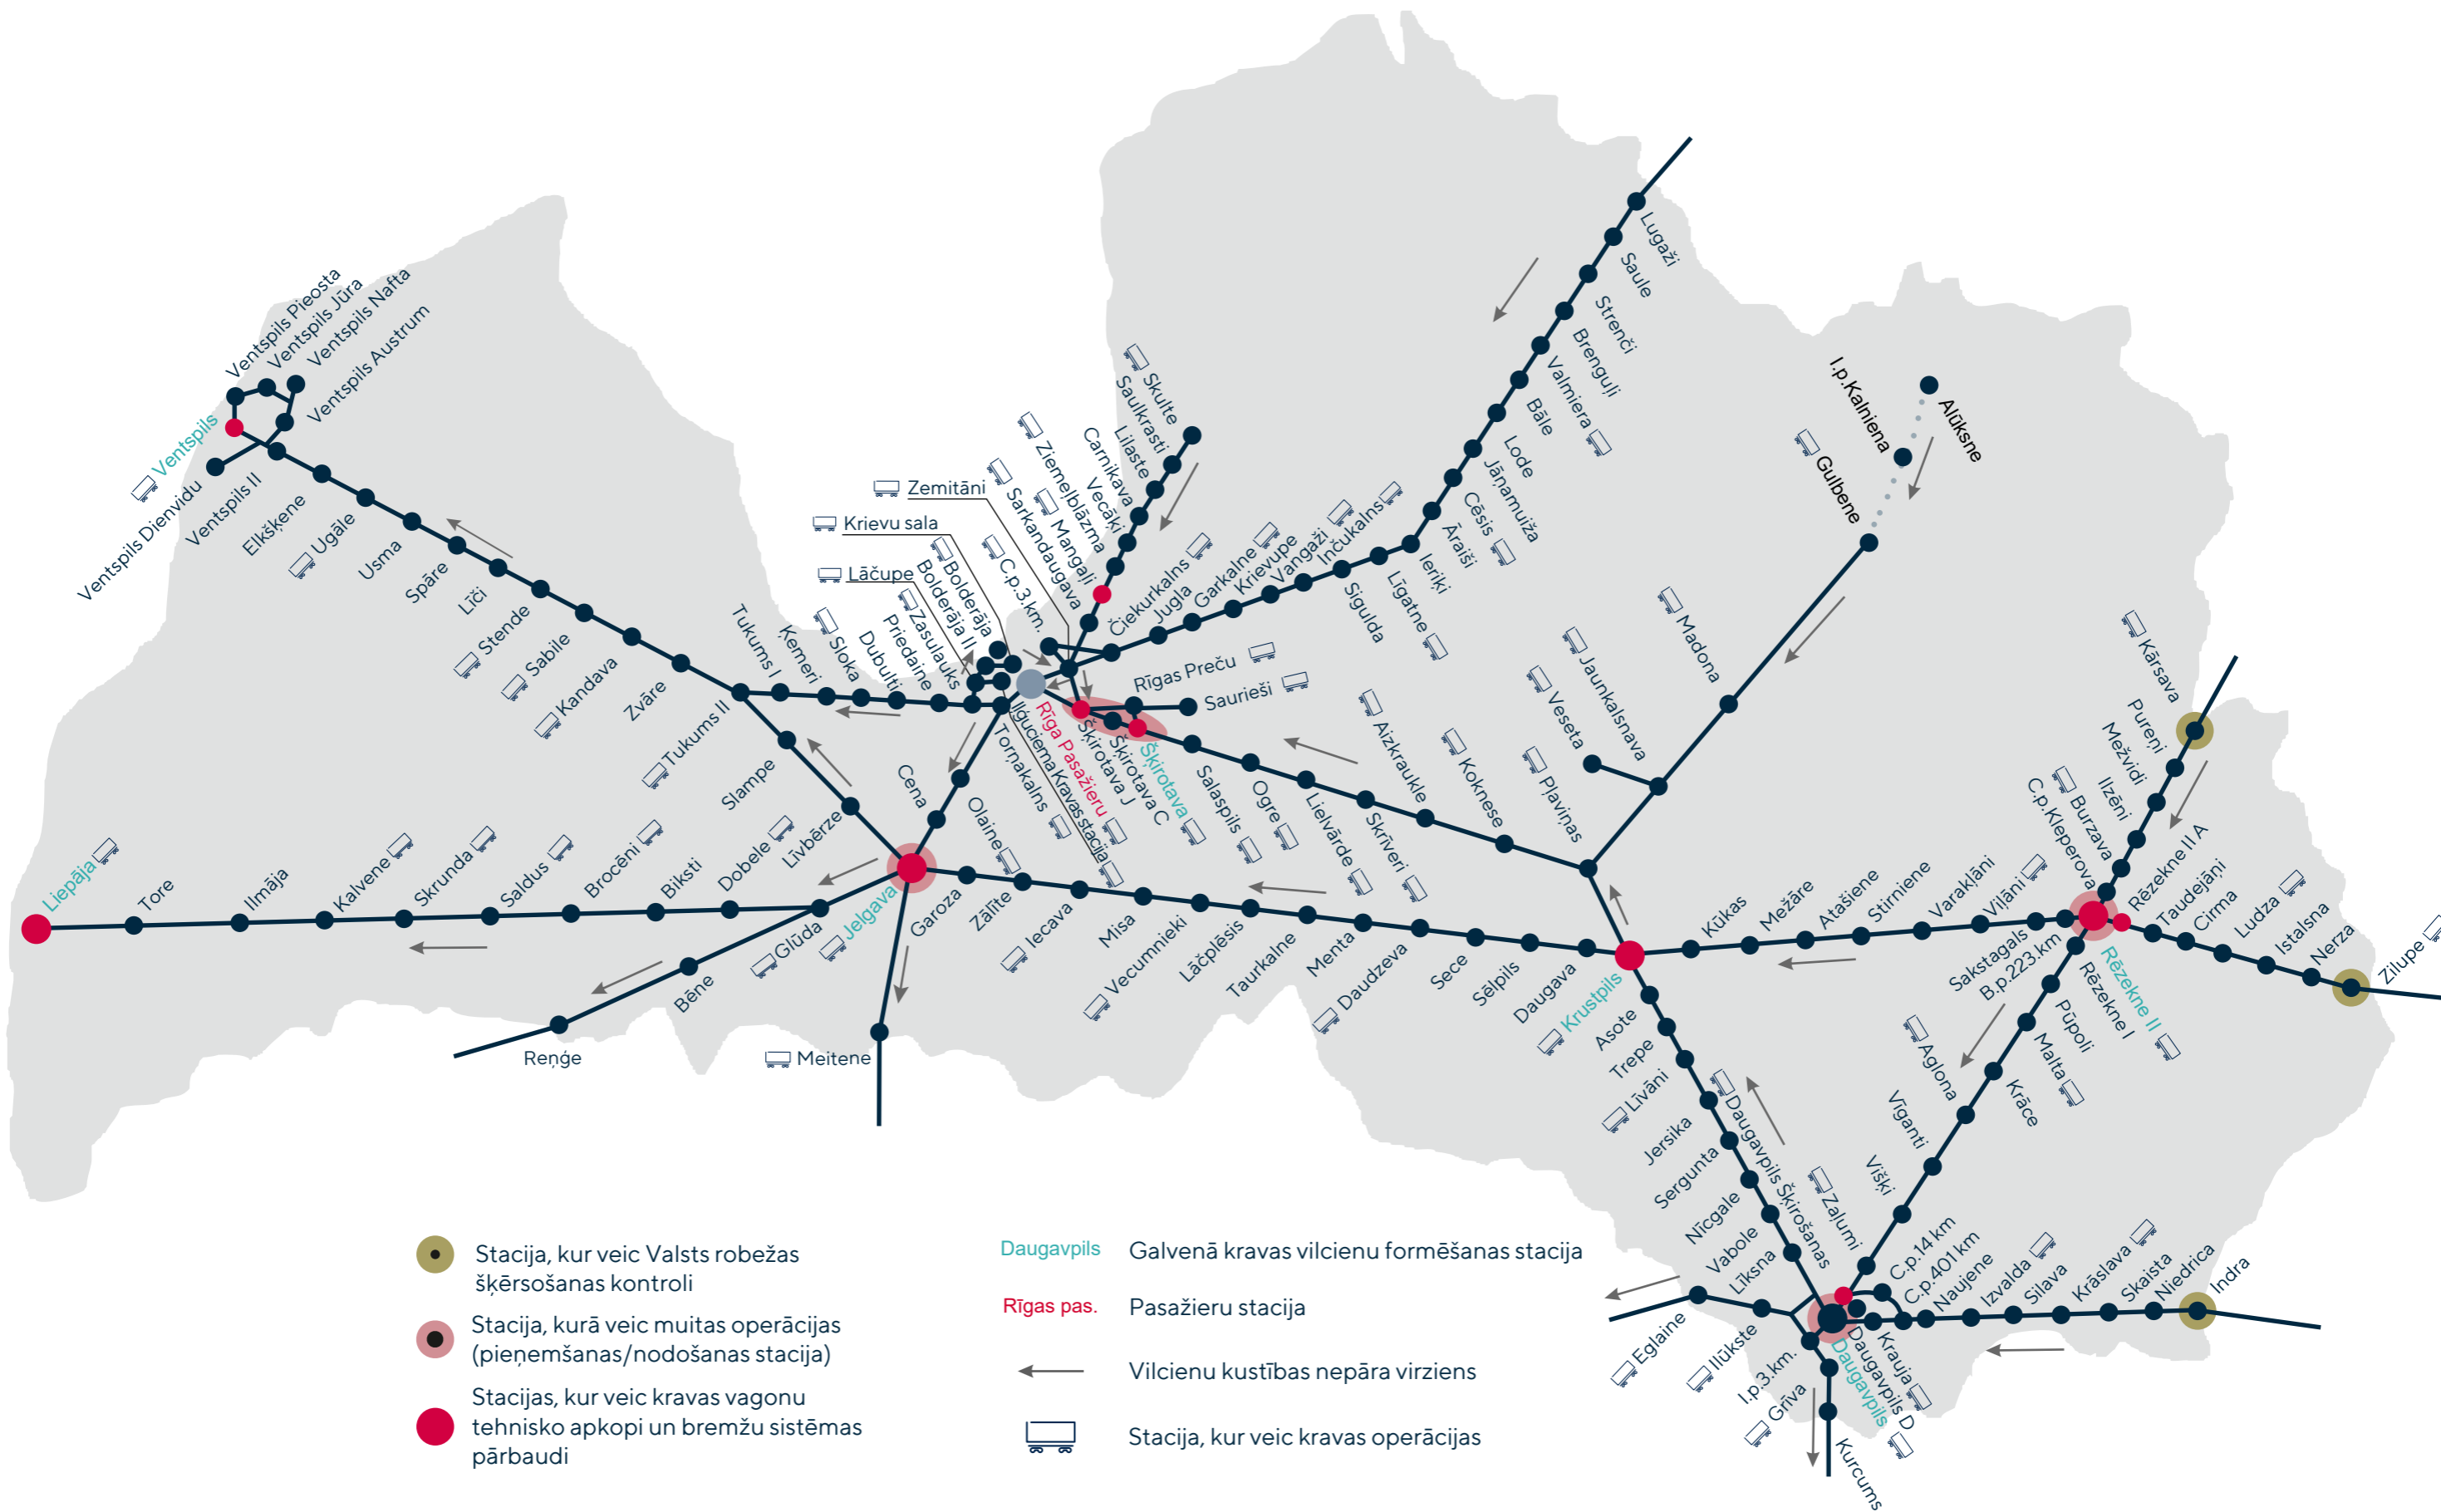 Ventspils Pieosta
Ventspils Jūra
Ventspils Nafta
Ventspils Austrum
Ventspils
Ventspils Dienvidu
Ventspils II
Elkšķene
Ugāle
Usma
Spāre
Līči
Stende
Sabile
Kandava
Zvāre
Tukums II
Tukums I
Ķemeri
Sloka
Dubulti
Priedaine
Zasulauks
Bolderāja II
Bolderāja
Lāčupe
Krievu sala
Zemitāni
C.p.3.km.
Sarkandaugava
Mangaļi
Ziemeļblāzma
Vecāķi
Carnikava
Lilaste
Saulkrasti
Skulte
Čiekurkalns
Jugla
Garkalne
Krievupe
Vangaži
Inčukalns
Sigulda
Līgatne
Ieriķi
Āraiši
Cēsis
Jāņamuiža
Lode
Bāle
Valmiera
Brenguļi
Strenči
Saule
Lugaži
I.p.Kalniena
Alūksne
Gulbene
Madona
Jaunkalsnava
Veseta
Pļaviņas
Koknese
Aizkraukle
Skrīveri
Lielvārde
Ogre
Salaspils
Rīgas Preču
Saurieši
Šķirotava
Šķirotava C
Šķirotava J
Rīga Pasažieru
Iļģuciema Kravas stacija
Torņakalns
Olaine
Cena
Slampe
Līvbērze
Jelgava
Liepāja
Tore
Ilmāja
Kalvene
Skrunda
Saldus
Brocēni
Biksti
Dobele
Glūda
Bēne
Reņģe
Meitene
Garoza
Zālīte
Iecava
Misa
Vecumnieki
Lāčplēsis
Taurkalne
Menta
Daudzeva
Sece
Sēlpils
Daugava
Krustpils
Kūkas
Mežāre
Atašiene
Stirniene
Varakļāni
Viļāni
Sakstagals
B.p.223.km
Rēzekne II
Rēzekne I
Rēzekne II A
C.p.Kleperova
Burzava
Ilzēni
Mežvidi
Pureņi
Kārsava
Taudejāņi
Cirma
Ludza
Istalsna
Nerza
Zilupe
Pūpoli
Malta
Krāce
Aglona
Vīganti
Višķi
Zaļumi
Asote
Trepe
Līvāni
Jersika
Sergunta
Nīcgale
Vabole
Līksna
Daugavpils Šķirošanas
C.p.14 km
C.p.401 km
Naujene
Izvalda
Silava
Krāslava
Skaista
Niedrica
Indra
Krauja
Daugavpils D
Daugavpils
Eglaine
Ilūkste
I.p.3.km.
Grīva
Kurcums
Stacija, kur veic Valsts robežas
šķērsošanas kontroli
Stacija, kurā veic muitas operācijas
(pieņemšanas/nodošanas stacija)
Stacijas, kur veic kravas vagonu
tehnisko apkopi un bremžu sistēmas
pārbaudi
Daugavpils Galvenā kravas vilcienu formēšanas stacija
Rīgas pas. Pasažieru stacija
Vilcienu kustības nepāra virziens
Stacija, kur veic kravas operācijas